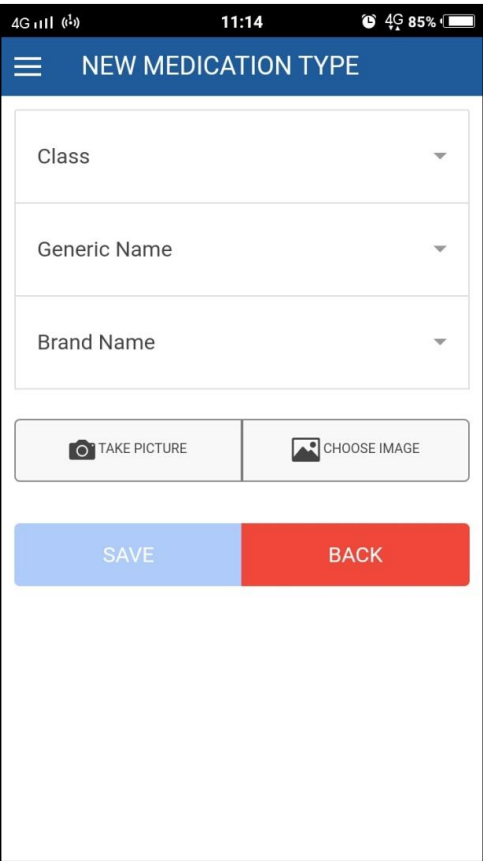 4G 11:14 4G 85%
NEW MEDICATION TYPE
Class
Generic Name
Brand Name
TAKE PICTURE CHOOSE IMAGE
SAVE BACK